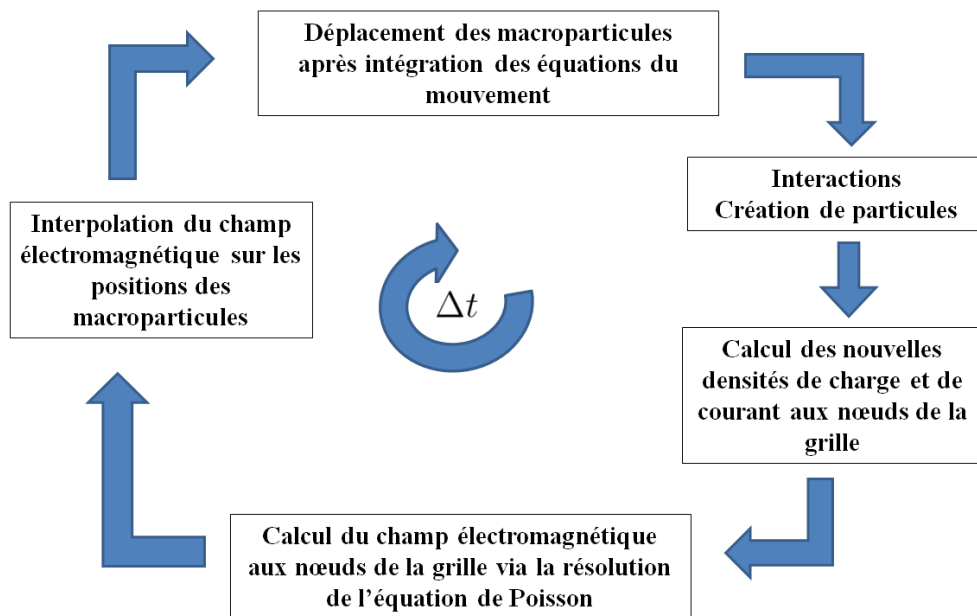 Déplacement des macroparticules
après intégration des équations du
mouvement
Interactions
Création de particules
Calcul des nouvelles
densités de charge et de
courant aux nœuds de la
grille
Calcul du champ électromagnétique
aux nœuds de la grille via la résolution
de l'équation de Poisson
Interpolation du champ
électromagnétique sur les
positions des
macroparticules
Δt